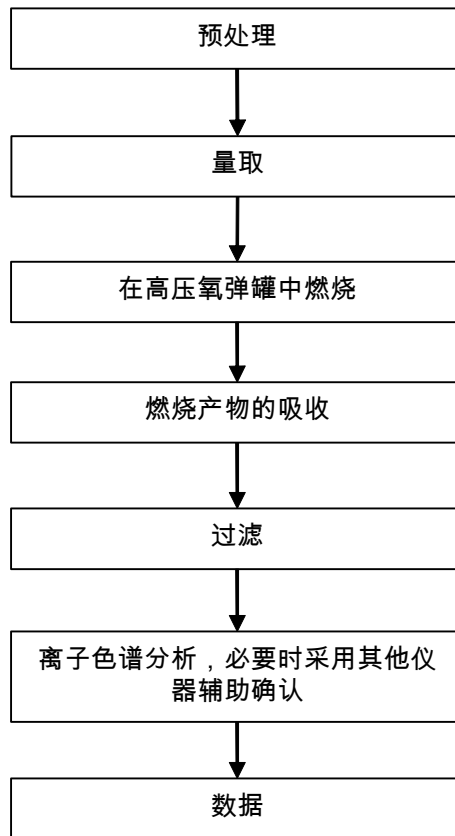 预处理
量取
在高压氧弹罐中燃烧
燃烧产物的吸收
过滤
离子色谱分析，必要时采用其他仪
器辅助确认
数据